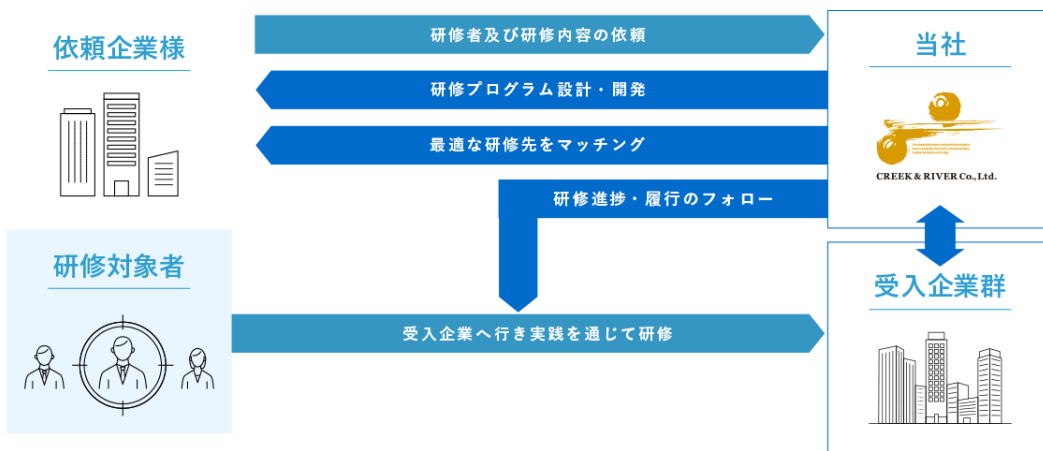 依頼企業様
研修者及び研修内容の依頼
当社
研修プログラム設計・開発
最適な研修先をマッチング
CREEK & RIVER Co., Ltd.
研修進捗・履行のフォロー
研修対象者
受入企業群
受入企業へ行き実践を通じて研修